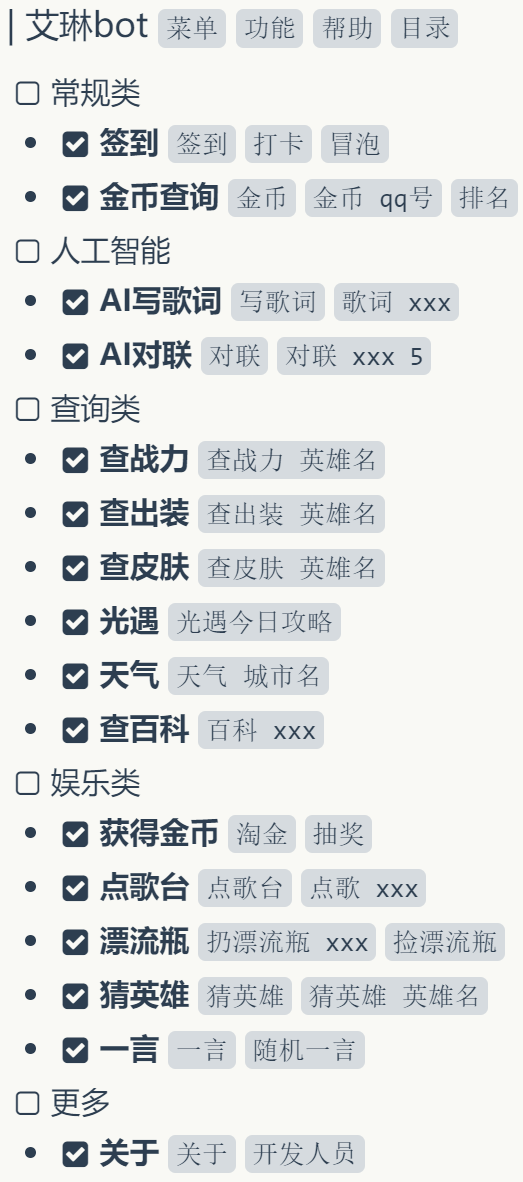 | 艾琳bot 菜单 功能 帮助 目录
常规类
签到 签到 打卡 冒泡
金币查询 金币 金币 qq号 排名
人工智能
AI写歌词 写歌词 歌词 xxx
AI对联 对联 对联 xxx 5
查询类
查战力 查战力 英雄名
查出装 查出装 英雄名
查皮肤 查皮肤 英雄名
光遇 光遇今日攻略
天气 天气 城市名
查百科 百科 xxx
娱乐类
获得金币 淘金 抽奖
点歌台 点歌台 点歌 xxx
漂流瓶 扔漂流瓶 xxx 捡漂流瓶
猜英雄 猜英雄 猜英雄 英雄名
一言 一言 随机一言
更多
关于 关于 开发人员